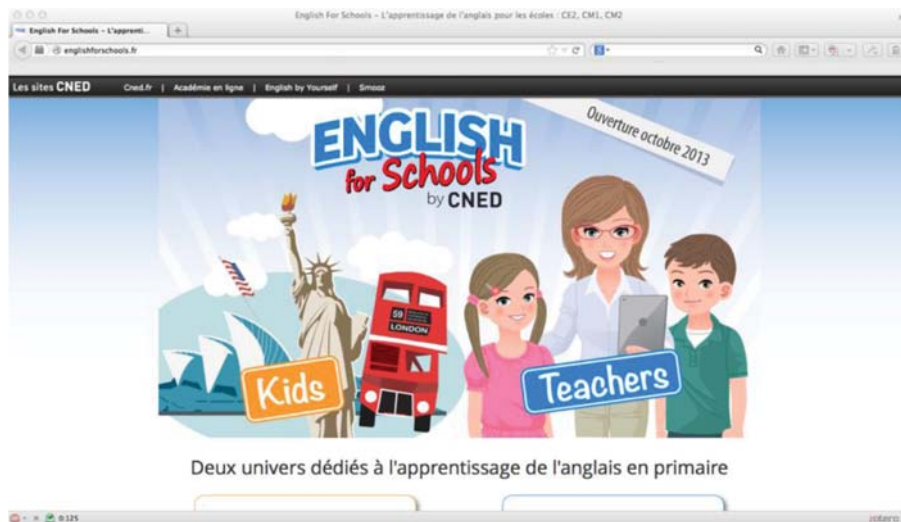 English For Schools – L'apprentissage de l'anglais pour les écoles : CE2, CM1, CM2
English For Schools – L'apprenti...
englishforschools.fr
Les sites CNED
Cned.fr | Académie en ligne | English by Yourself | Smooz
Ouverture octobre 2013
ENGLISH
for Schools
by CNED
59
LONDON
Kids
Teachers
Deux univers dédiés à l'apprentissage de l'anglais en primaire
0.125
zotero